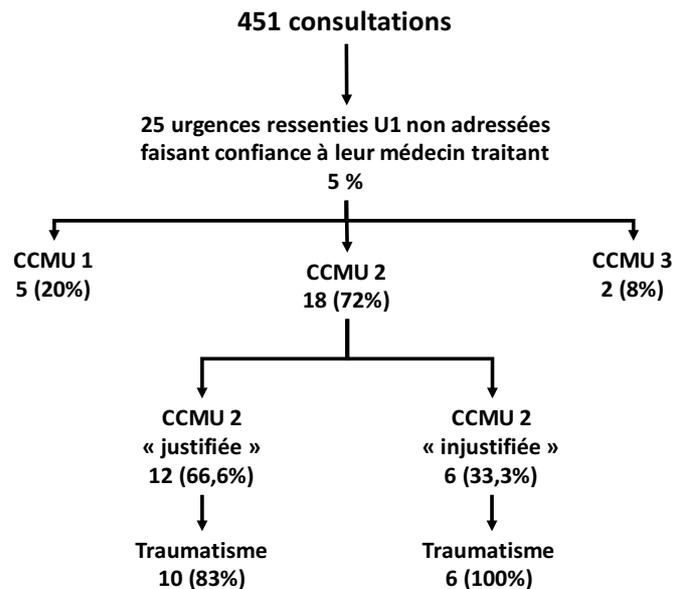 451 consultations
25 urgences ressenties U1 non adressées
faisant confiance à leur médecin traitant
5 %
CCMU 1
5 (20%)
CCMU 2
18 (72%)
CCMU 3
2 (8%)
CCMU 2
« justifiée »
12 (66,6%)
CCMU 2
« injustifiée »
6 (33,3%)
Traumatisme
10 (83%)
Traumatisme
6 (100%)